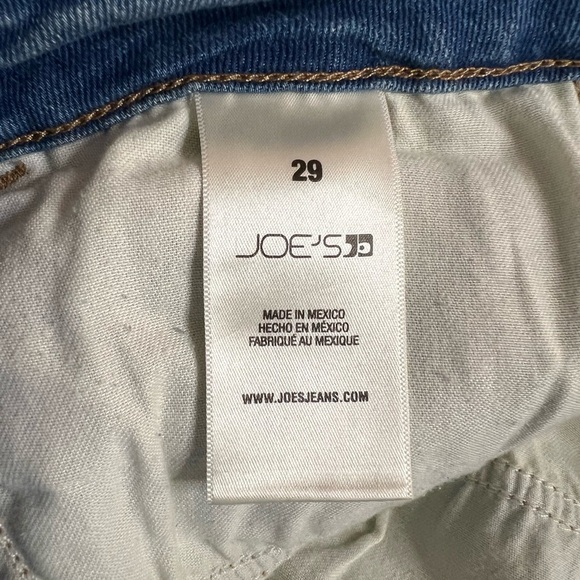 29
JOE'S
MADE IN MEXICO
HECHO EN MÉXICO
FABRIQUÉ AU MEXIQUE
WWW.JOESJEANS.COM